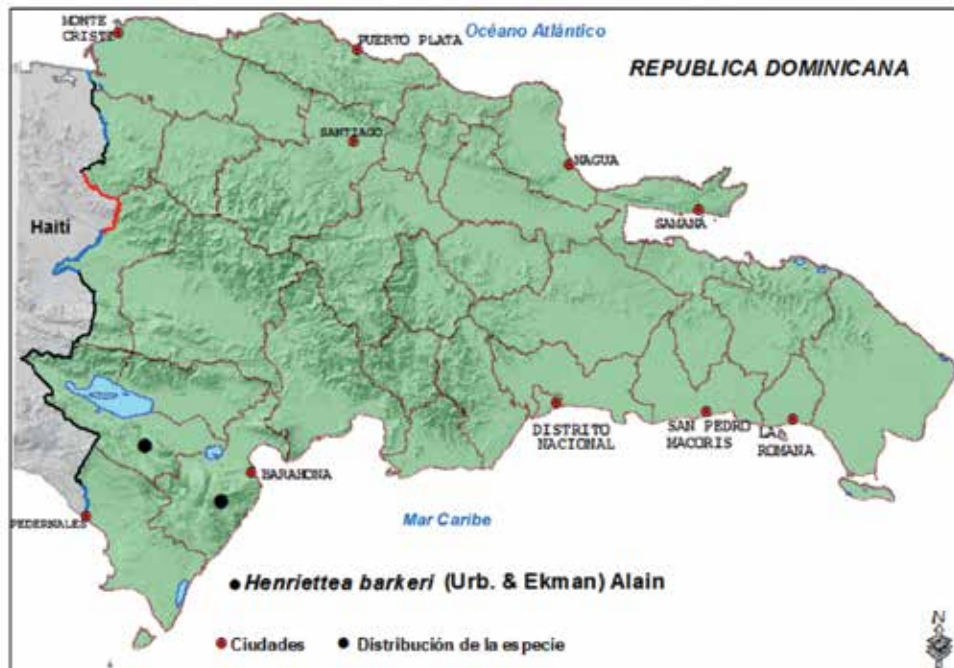 MONTE
CRISTI
PUERTO PLATA
Océano Atlántico
REPUBLICA DOMINICANA
SANTIAGO
NAGUA
Haití
SAMANA
DISTRITO
NACIONAL
SAN PEDRO
MACORIS
LA
ROMANA
BARAHONA
PEDERNALES
Mar Caribe
Henriettea barkeri (Urb. & Ekman) Alain
Ciudades
Distribución de la especie
N